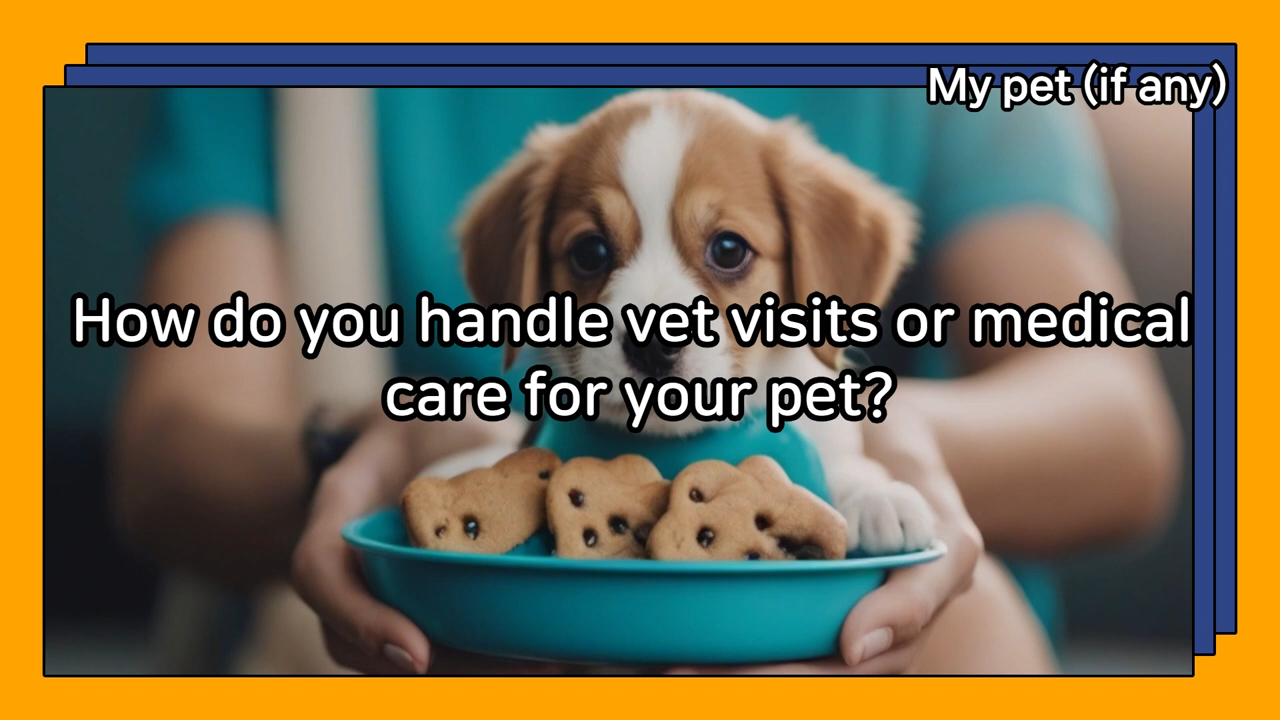 My pet (if any)
How do you handle vet visits or medical
care for your pet?